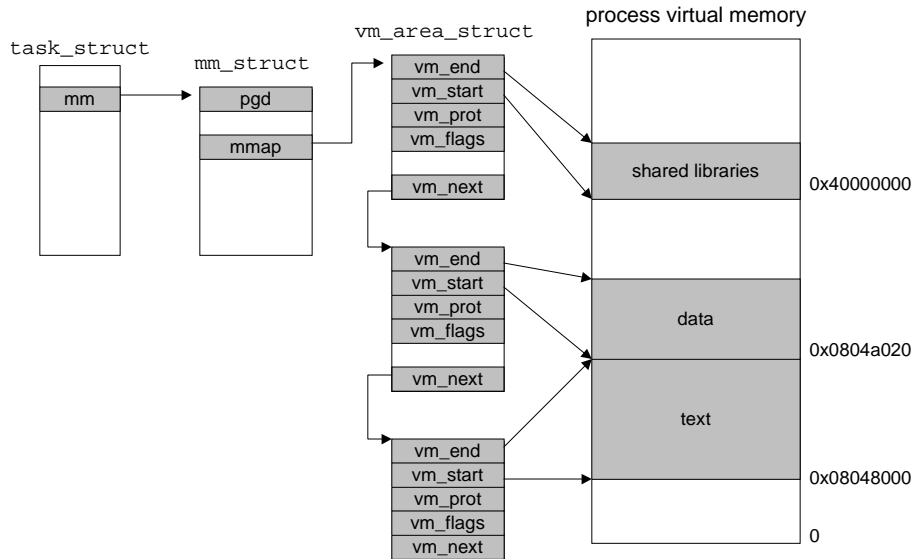 process virtual memory
task_struct
mm
mm_struct
pgd
mmap
vm_area_struct
vm_end
vm_start
vm_prot
vm_flags
vm_next
vm_end
vm_start
vm_prot
vm_flags
vm_next
vm_end
vm_start
vm_prot
vm_flags
vm_next
shared libraries
0x40000000
data
0x0804a020
text
0x08048000
0